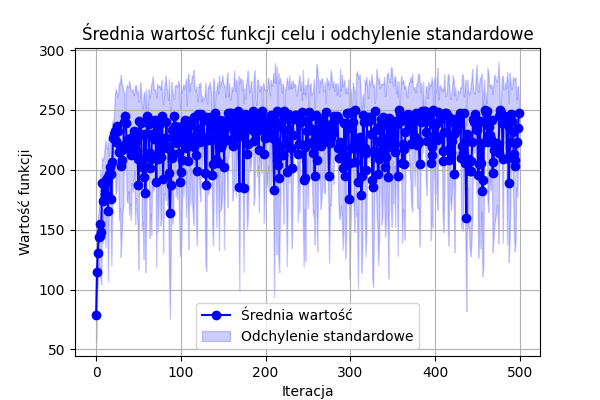 Średnia wartość funkcji celu i odchylenie standardowe
300
250
200
150
100
50
Wartość funkcji
Średnia wartość
Odchylenie standardowe
0 100 200 300 400 500
Iteracja